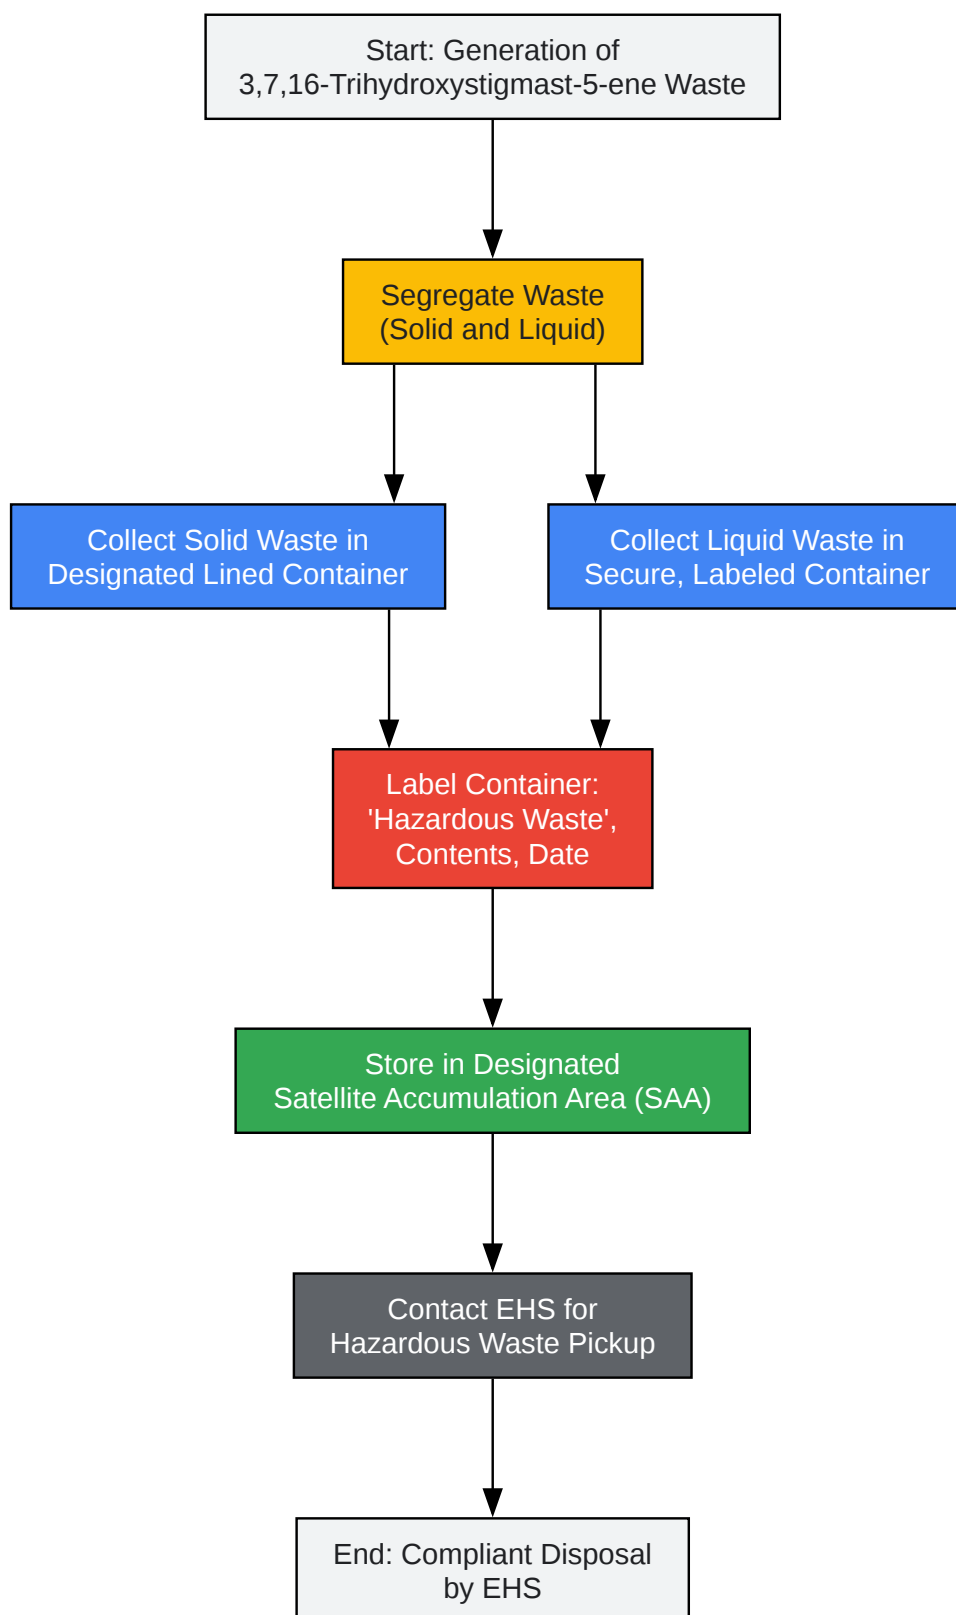 Start: Generation of
3,7,16-Trihydroxystigmast-5-ene Waste
Segregate Waste
(Solid and Liquid)
Collect Solid Waste in
Designated Lined Container
Collect Liquid Waste in
Secure, Labeled Container
Label Container:
'Hazardous Waste',
Contents, Date
Store in Designated
Satellite Accumulation Area (SAA)
Contact EHS for
Hazardous Waste Pickup
End: Compliant Disposal
by EHS